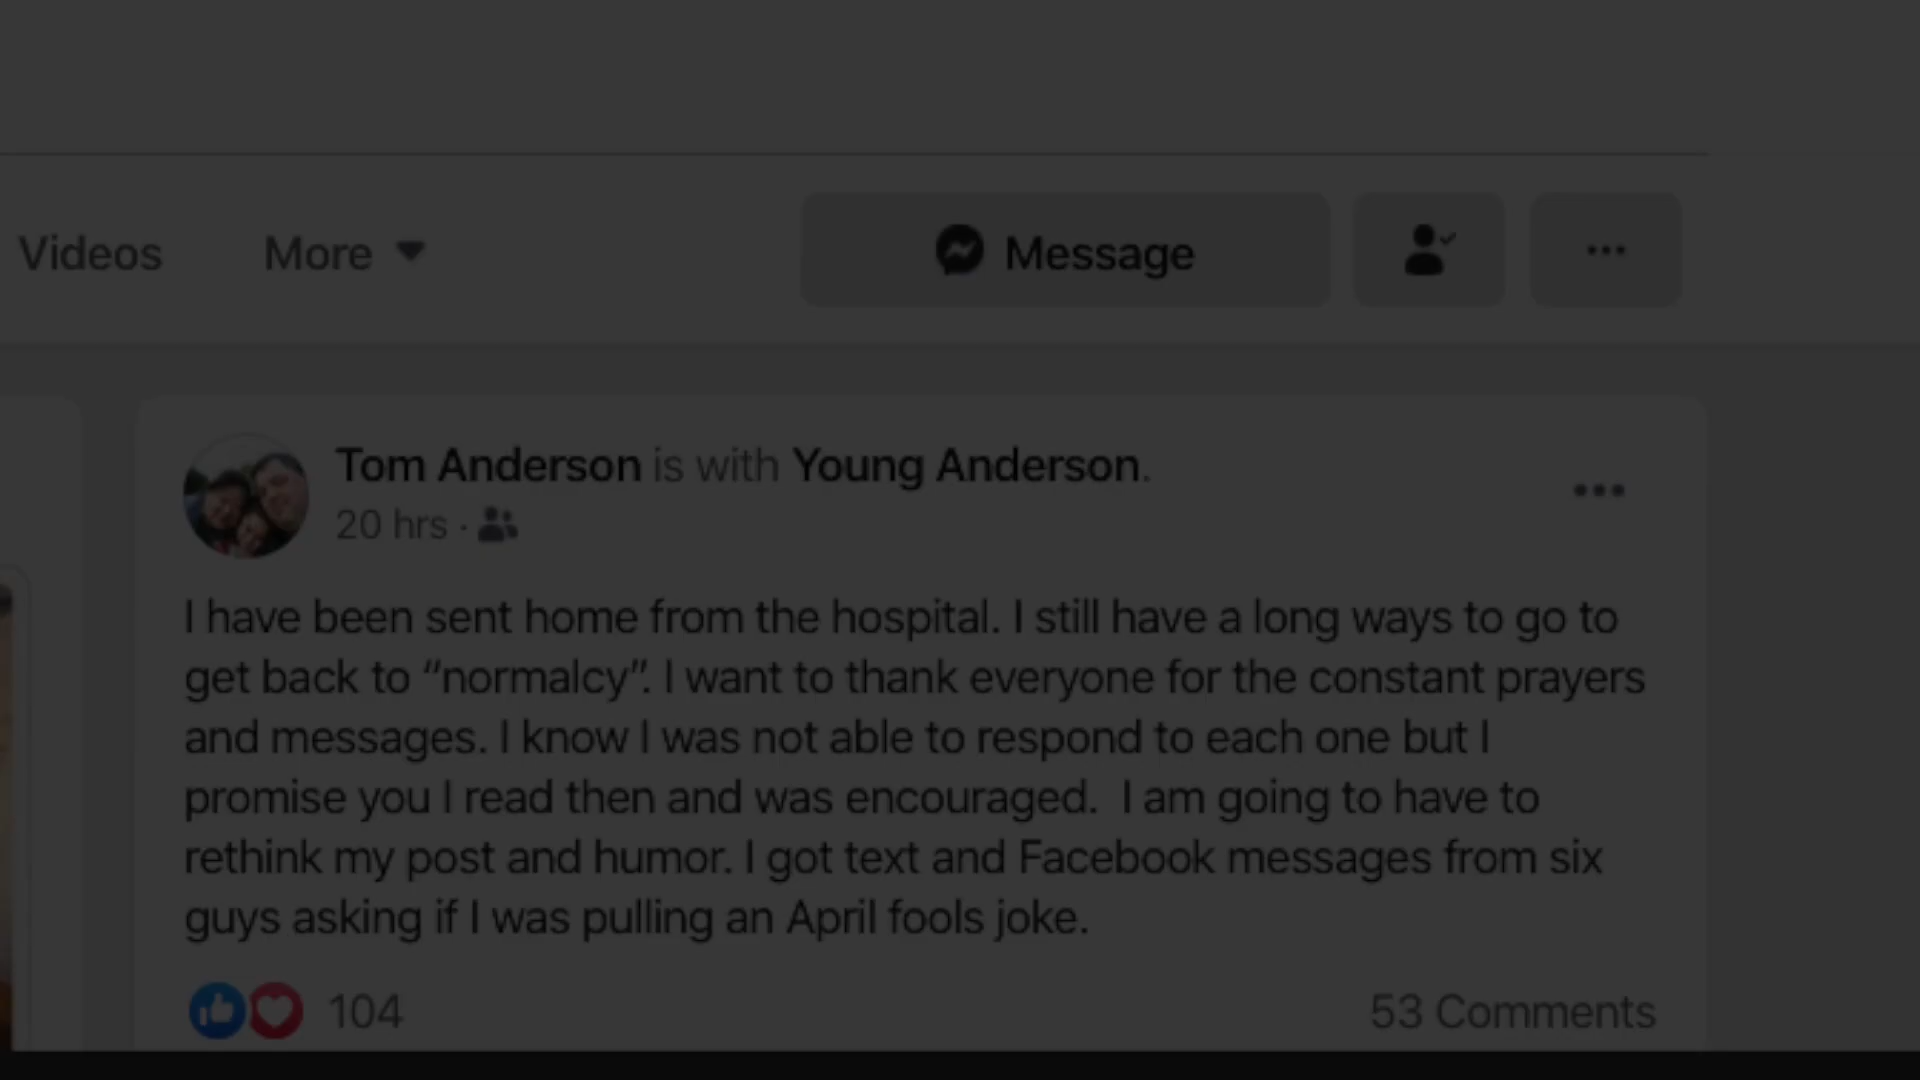 Videos More Message
Tom Anderson is with Young Anderson.
20 hrs ·
I have been sent home from the hospital. I still have a long ways to go to
get back to “normalcy”. I want to thank everyone for the constant prayers
and messages. I know I was not able to respond to each one but I
promise you I read then and was encouraged.  I am going to have to
rethink my post and humor. I got text and Facebook messages from six
guys asking if I was pulling an April fools joke.
104 53 Comments